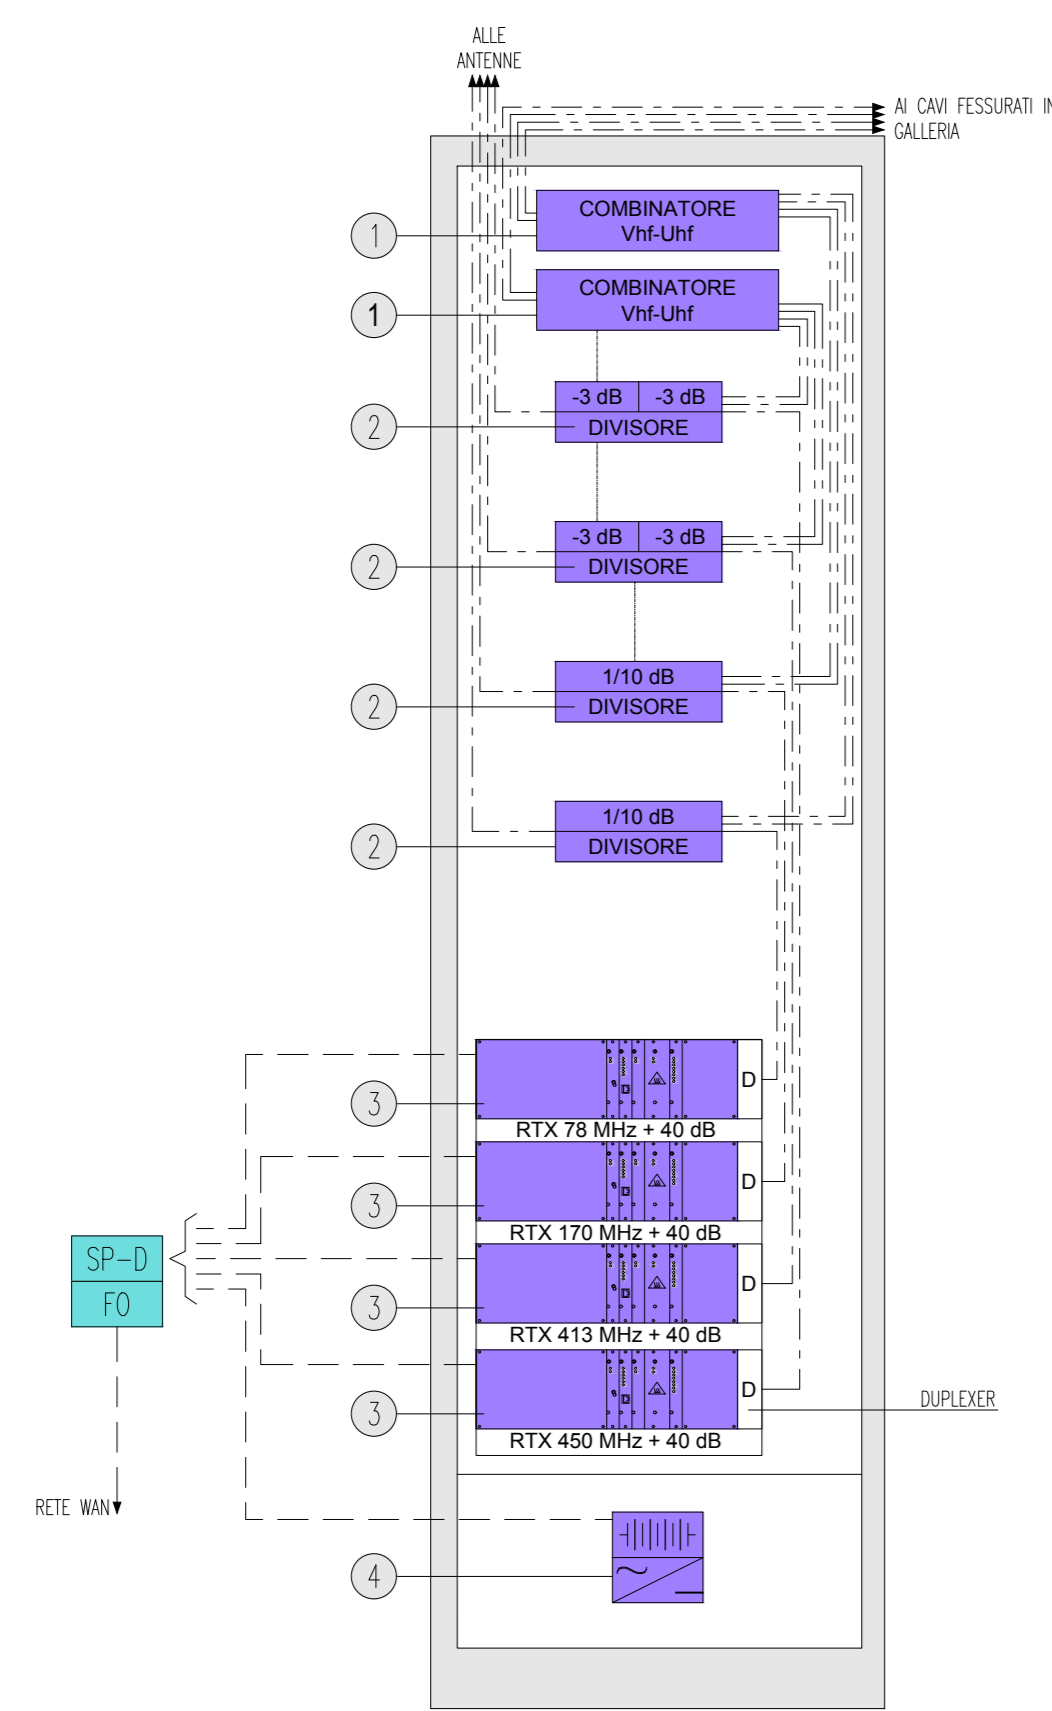 ALLE
ANTENNE
AI CAVI FESSURATI IN
GALLERIA
COMBINATORE
Vhf-Uhf
1
COMBINATORE
Vhf-Uhf
1
-3 dB -3 dB
DIVISORE
2
-3 dB -3 dB
DIVISORE
2
1/10 dB
DIVISORE
2
1/10 dB
DIVISORE
2
D
3
RTX 78 MHz + 40 dB
D
3
RTX 170 MHz + 40 dB
SP-D
FO
D
3
RTX 413 MHz + 40 dB
D
DUPLEXER
3
RTX 450 MHz + 40 dB
RETE WAN
4